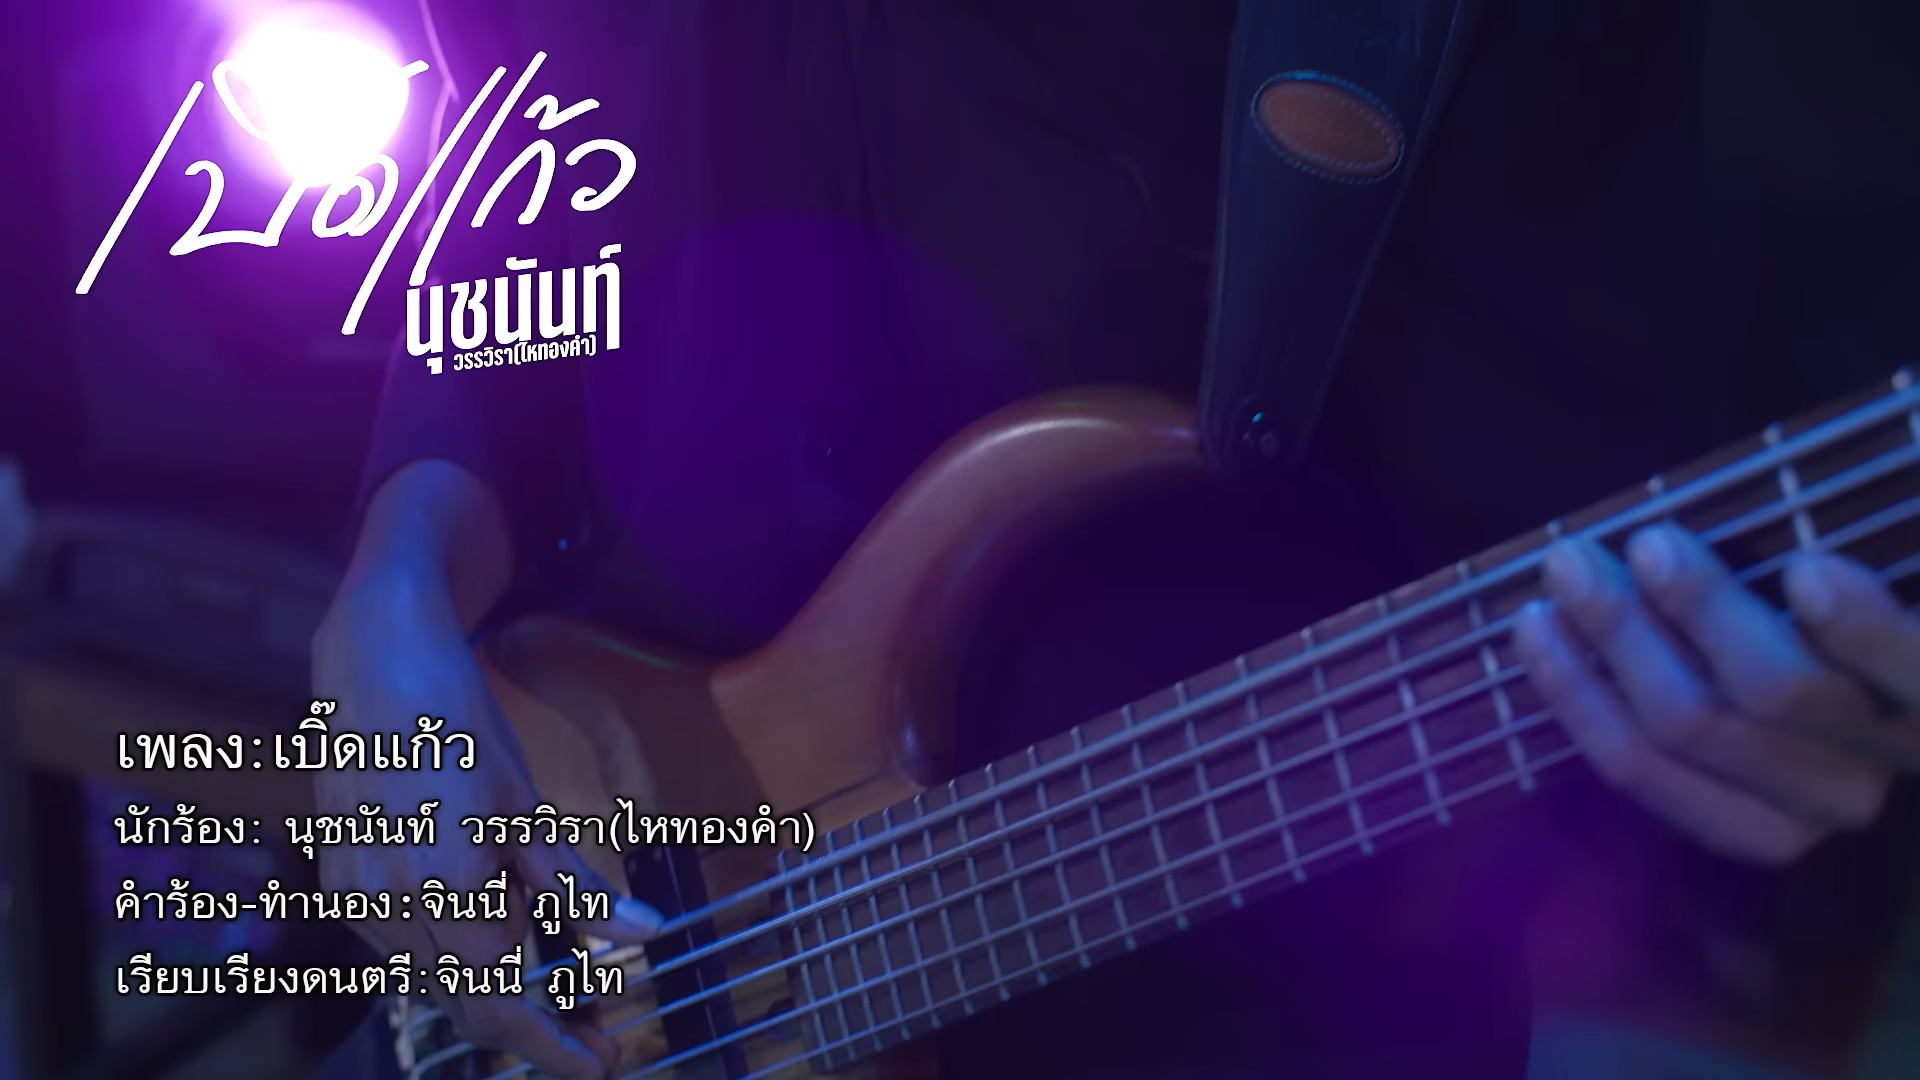 เบิ๊ดแก้ว
นุชนันท์
วรรวิรา(ไหทองคำ)
เพลง:เบิ๊ดแก้ว
นักร้อง: นุชนันท์ วรรวิรา(ไหทองคำ)
คำร้อง-ทำนอง:จินนี่ ภูไท
เรียบเรียงดนตรี:จินนี่ ภูไท